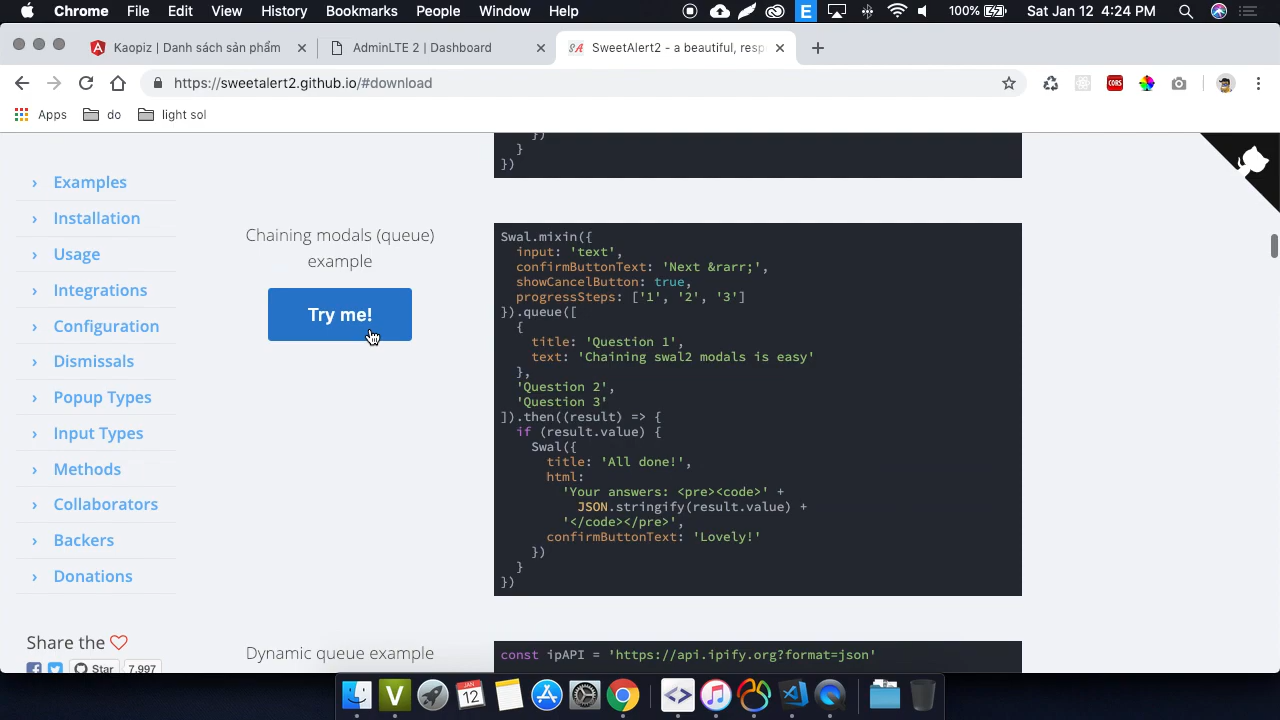 Chrome File Edit View History Bookmarks People Window Help 100% Sat Jan 12 4:24 PM
Kaopiz | Danh sách sản phẩm
AdminLTE 2 | Dashboard
SweetAlert2 - a beautiful, resp
https://sweetalert2.github.io/#download
CORS
Apps do light sol
Examples
Installation
Usage
Integrations
Configuration
Dismissals
Popup Types
Input Types
Methods
Collaborators
Backers
Donations
Share the
Star 7,997
Chaining modals (queue)
example
Try me!
Dynamic queue example
})
}
})
Swal.mixin({
input: 'text',
confirmButtonText: 'Next &rarr;',
showCancelButton: true,
progressSteps: ['1', '2', '3']
}).queue([
{
title: 'Question 1',
text: 'Chaining swal2 modals is easy'
},
'Question 2',
'Question 3'
]).then((result) => {
if (result.value) {
Swal({
title: 'All done!',
html:
'Your answers: <pre><code>' +
JSON.stringify(result.value) +
'</code></pre>',
confirmButtonText: 'Lovely!'
})
}
})
const ipAPI = 'https://api.ipify.org?format=json'
JAN
12